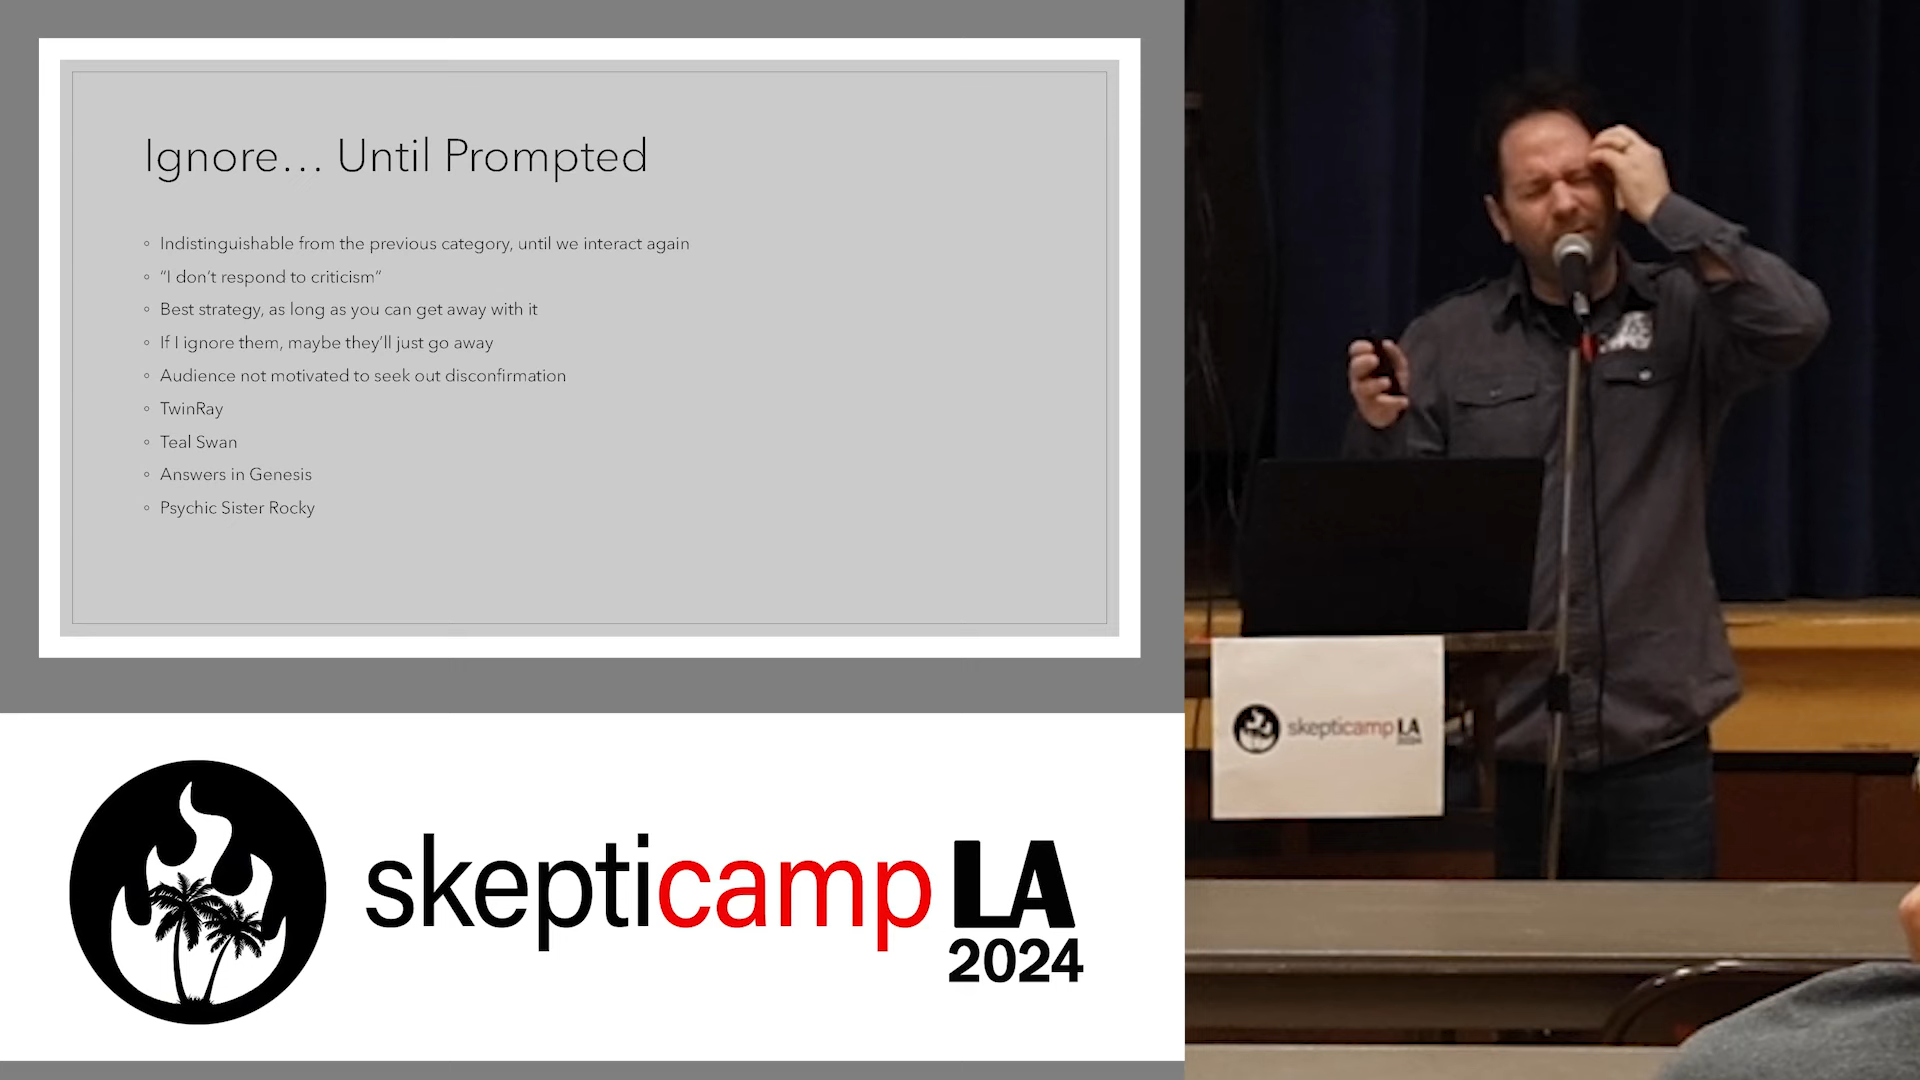 Ignore… Until Prompted
Indistinguishable from the previous category, until we interact again
“I don’t respond to criticism”
Best strategy, as long as you can get away with it
If I ignore them, maybe they’ll just go away
Audience not motivated to seek out disconfirmation
TwinRay
Teal Swan
Answers in Genesis
Psychic Sister Rocky
skepticamp LA
2024
skepticamp LA
2024